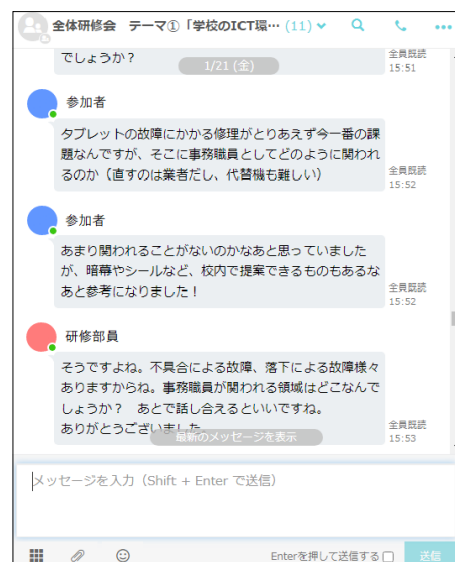 全体研修会　テーマ①「学校のICT環… (11)
でしょうか？
1/21 (金)
全員既読
15:51
参加者
タブレットの故障にかかる修理がとりあえず今一番の課
題なんですが、そこに事務職員としてどのように関われ
るのか（直すのは業者だし、代替機も難しい）
全員既読
15:52
参加者
あまり関われることがないのかなあと思っていました
が、暗幕やシールなど、校内で提案できるものもあるな
あと参考になりました！
全員既読
15:52
研修部員
そうですよね。不具合による故障、落下による故障様々
ありますからね。事務職員が関われる領域はどこなんで
しょうか？　あとで話し合えるといいですね。
ありがとうございました
最新のメッセージを表示
全員既読
15:53
メッセージを入力（Shift + Enter で送信）
Enterを押して送信する
送信